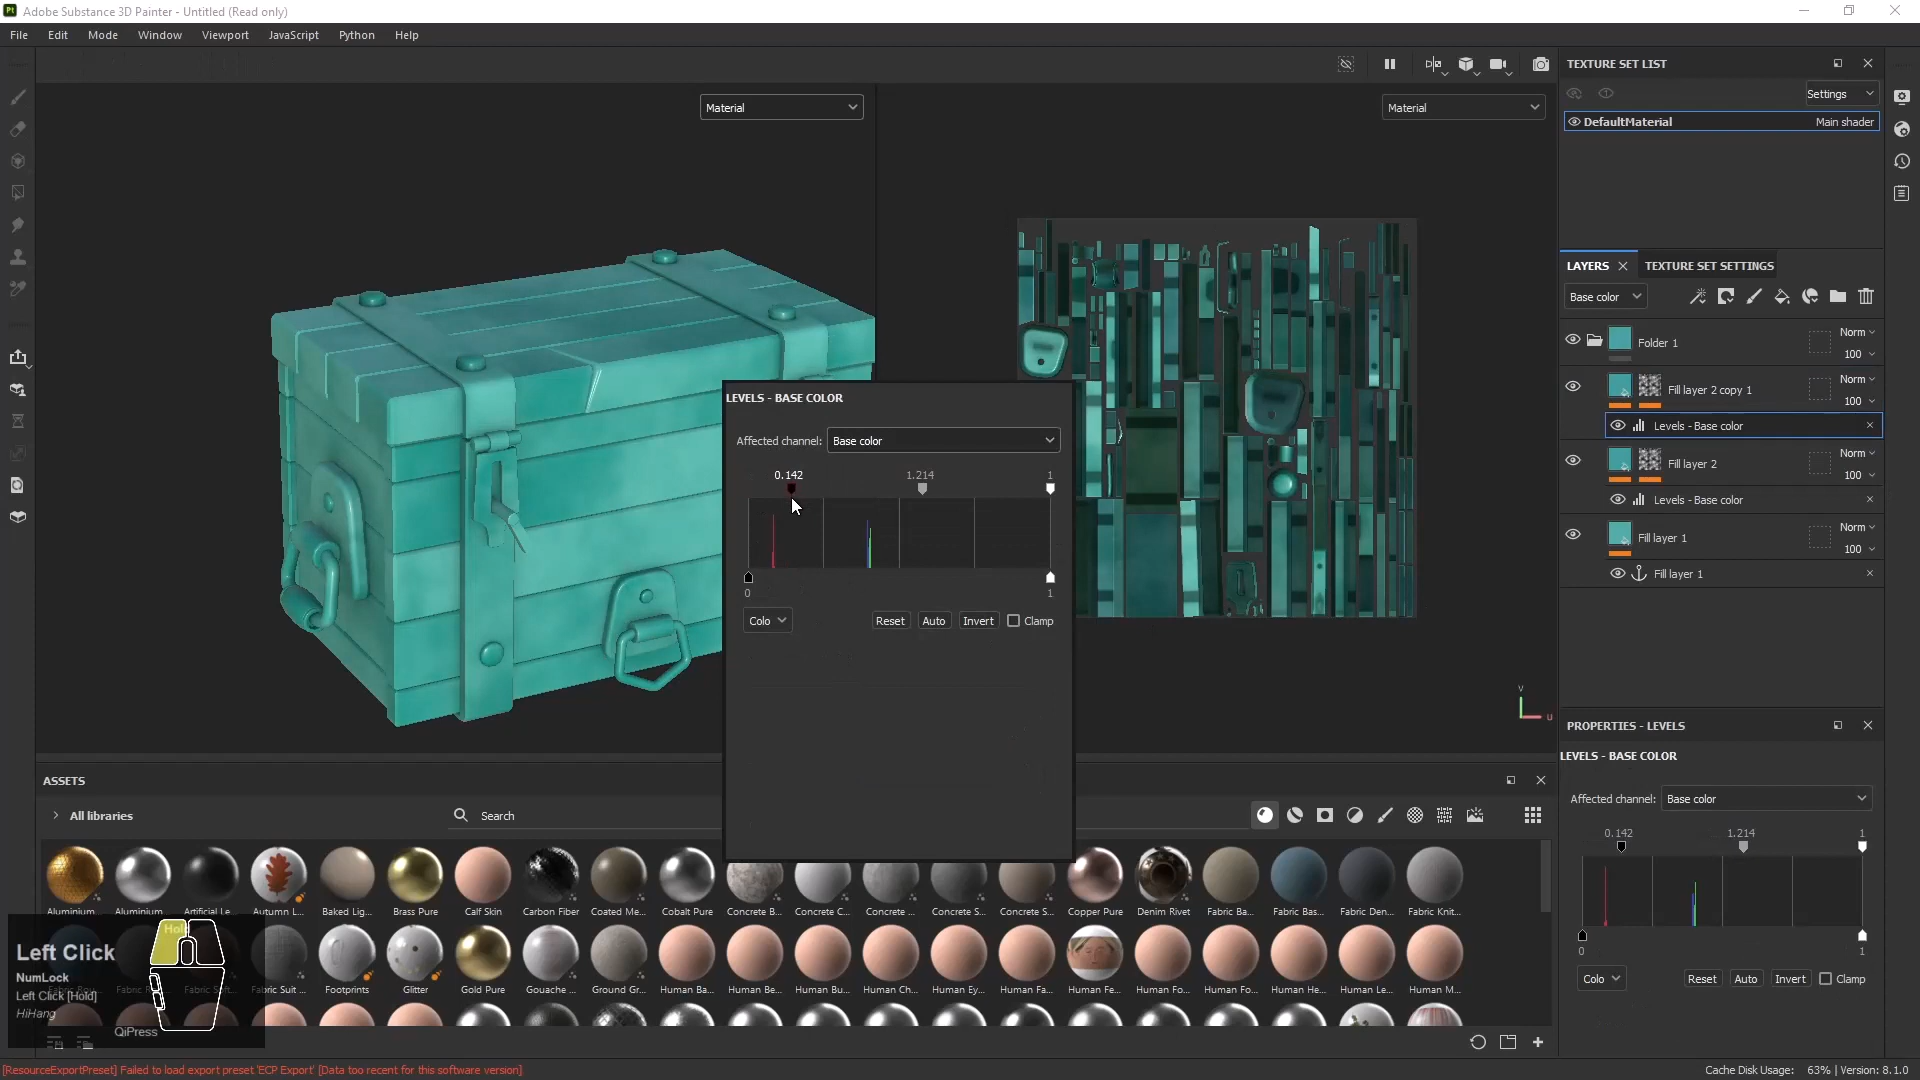 Adobe Substance 3D Painter - Untitled (Read only)
File Edit Mode Window Viewport JavaScript Python Help
Material
Material
TEXTURE SET LIST
Settings
DefaultMaterial Main shader
LAYERS TEXTURE SET SETTINGS
Base color
Folder 1 Norm 100
Fill layer 2 copy 1 Norm 100
Levels - Base color
Fill layer 2 Norm 100
Levels - Base color
Fill layer 1 Norm 100
Fill layer 1
LEVELS - BASE COLOR
Affected channel: Base color
0.142 1.214 1
0 1
Colo Reset Auto Invert Clamp
V
U
PROPERTIES - LEVELS
LEVELS - BASE COLOR
Affected channel: Base color
0.142 1.214 1
0 1
Colo Reset Auto Invert Clamp
ASSETS
All libraries Search
Aluminium... Aluminium... Artificial Le... Autumn L... Baked Lig... Brass Pure Calf Skin Carbon Fiber Coated Me... Cobalt Pure Concrete B... Concrete C... Concrete ... Concrete S... Concrete S... Copper Pure Denim Rivet Fabric Ba... Fabric Bas... Fabric Den... Fabric Knit...
Fabric Suit ... Footprints Glitter Gold Pure Gouache ... Ground Gr... Human Ba... Human Be... Human Bu... Human Ch... Human Ey... Human Fa... Human Fe... Human Fo... Human Fo... Human He... Human Le... Human M...
Hold
Left Click
NumLock
Left Click [Hold]
HiHang
QiPress
[ResourceExportPreset] Failed to load export preset 'ECP Export' [Data too recent for this software version]
Cache Disk Usage: 63% | Version: 8.1.0